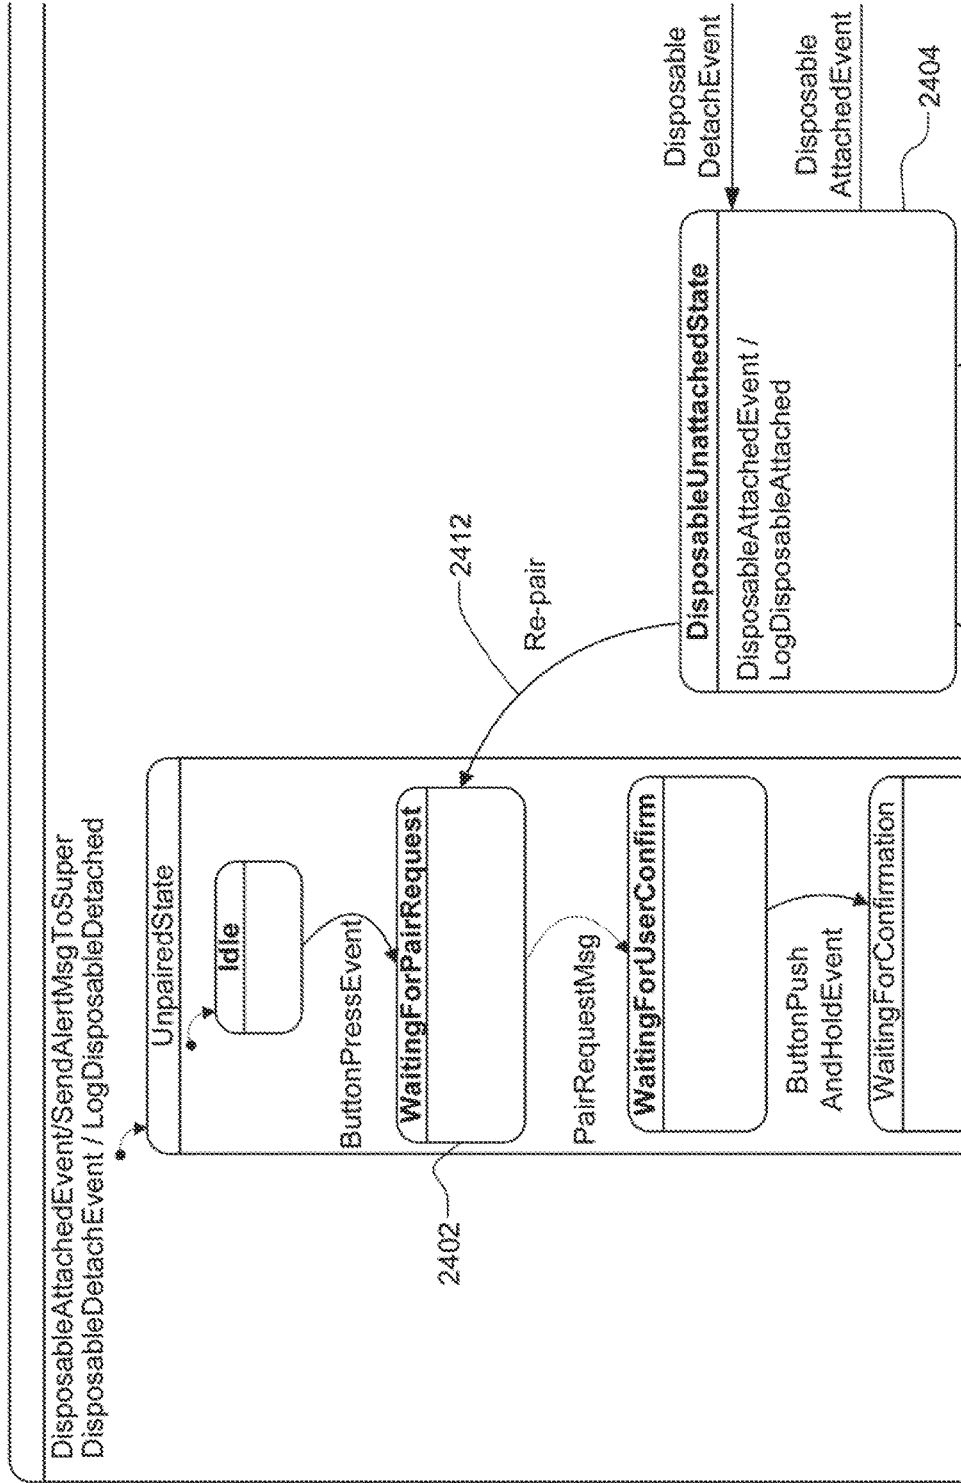 DisposableAttachedEvent/SendAlertMsgToSuper
DisposableDetachEvent / LogDisposableDetached
UnpairedState
Idle
ButtonPressEvent
WaitingForPairRequest
2402
PairRequestMsg
WaitingForUserConfirm
ButtonPush
AndHoldEvent
WaitingForConfirmation
2412
Re-pair
Disposable
DetachEvent
DisposableUnattachedState
DisposableAttachedEvent /
LogDisposableAttached
Disposable
AttachedEvent
2404